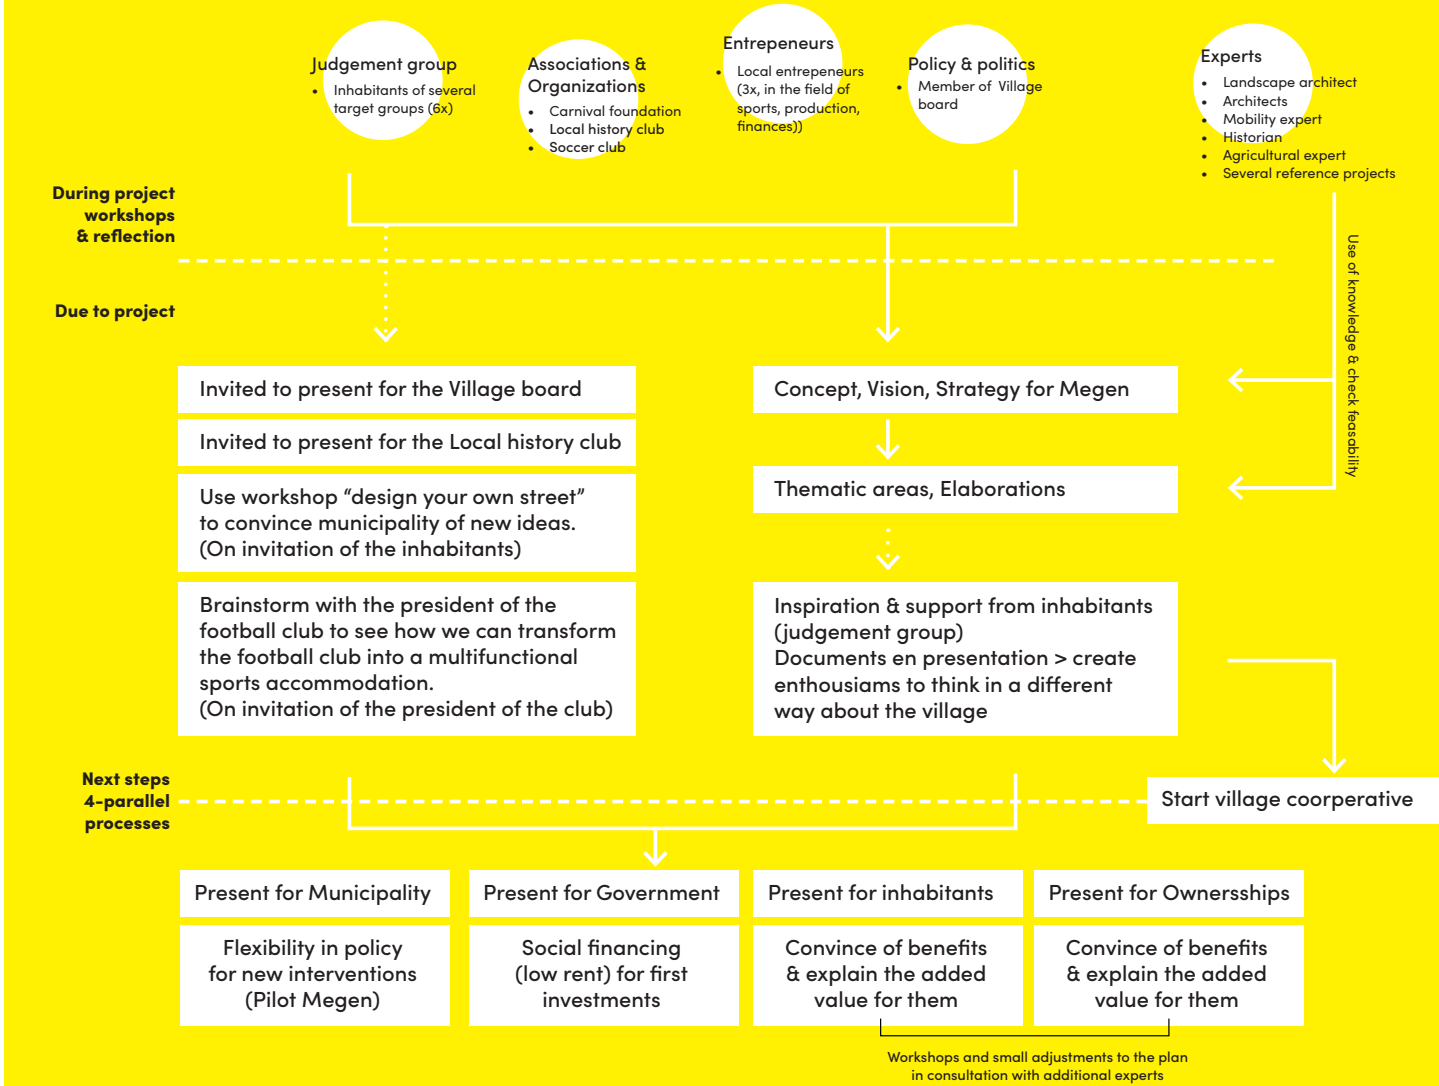 Judgement group
• Inhabitants of several
target groups (6x)
Associations &
Organizations
• Carnival foundation
• Local history club
• Soccer club
Entrepeneurs
• Local entrepeneurs
(3x, in the field of
sports, production,
finances))
Policy & politics
• Member of Village
board
Experts
• Landscape architect
• Architects
• Mobility expert
• Historian
• Agricultural expert
• Several reference projects
During project
workshops
& reflection
Due to project
Use of knowledge & check feasability
Invited to present for the Village board
Invited to present for the Local history club
Use workshop “design your own street”
to convince municipality of new ideas.
(On invitation of the inhabitants)
Brainstorm with the president of the
football club to see how we can transform
the football club into a multifunctional
sports accommodation.
(On invitation of the president of the club)
Concept, Vision, Strategy for Megen
Thematic areas, Elaborations
Inspiration & support from inhabitants
(judgement group)
Documents en presentation > create
enthousiams to think in a different
way about the village
Next steps
4-parallel
processes
Start village coorperative
Present for Municipality
Flexibility in policy
for new interventions
(Pilot Megen)
Present for Government
Social financing
(low rent) for first
investments
Present for inhabitants
Convince of benefits
& explain the added
value for them
Present for Ownersships
Convince of benefits
& explain the added
value for them
Workshops and small adjustments to the plan
in consultation with additional experts